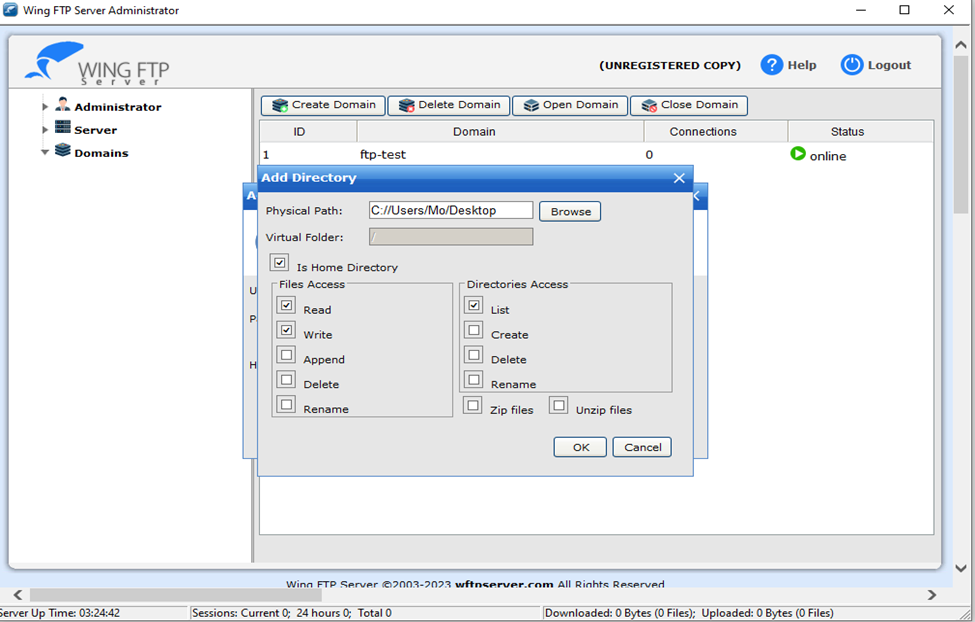 Wing FTP Server Administrator
WING FTP
Server
(UNREGISTERED COPY)
Help
Logout
Administrator
Server
Domains
Create Domain
Delete Domain
Open Domain
Close Domain
ID
Domain
Connections
Status
1
ftp-test
0
online
Add Directory
Physical Path:
C://Users/Mo/Desktop
Browse
Virtual Folder:
/
Is Home Directory
Files Access
Read
Write
Append
Delete
Rename
Directories Access
List
Create
Delete
Rename
Zip files
Unzip files
OK
Cancel
Wing FTP Server ©2003-2023 wftpserver.com All Rights Reserved
Server Up Time: 03:24:42
Sessions: Current 0; 24 hours 0; Total 0
Downloaded: 0 Bytes (0 Files); Uploaded: 0 Bytes (0 Files)